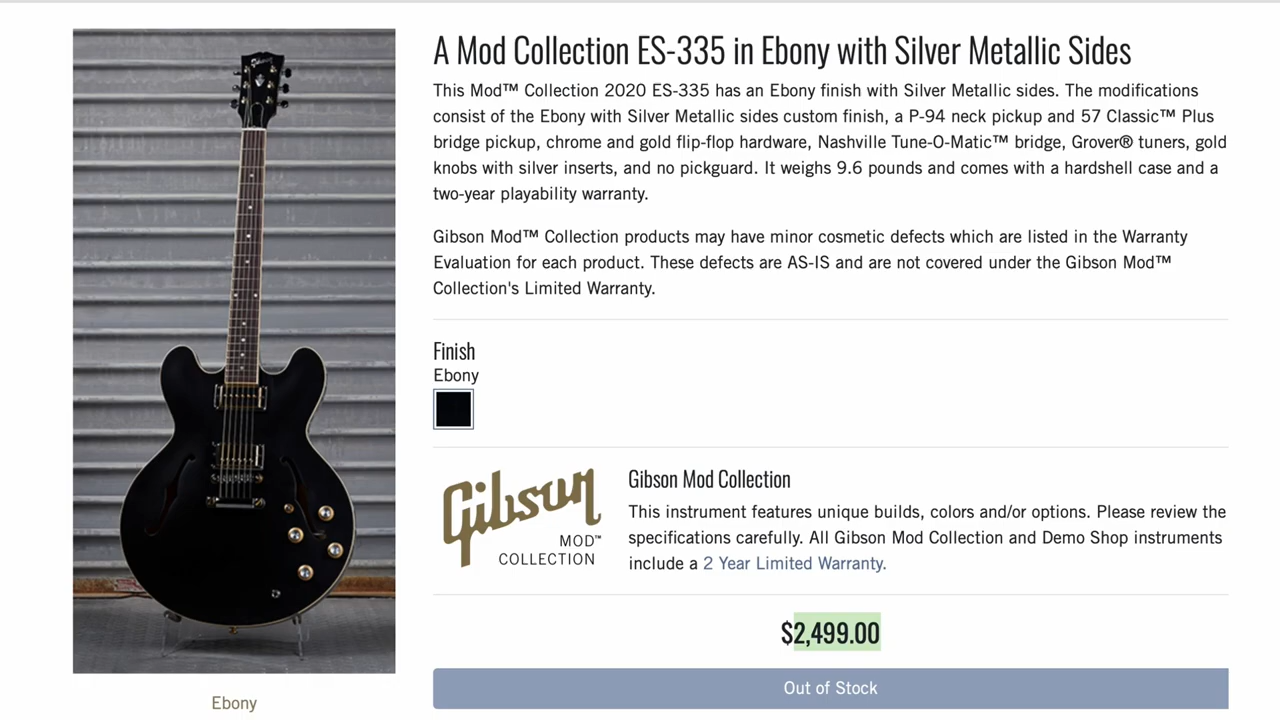 A Mod Collection ES-335 in Ebony with Silver Metallic Sides
This Mod™ Collection 2020 ES-335 has an Ebony finish with Silver Metallic sides. The modifications
consist of the Ebony with Silver Metallic sides custom finish, a P-94 neck pickup and 57 Classic™ Plus
bridge pickup, chrome and gold flip-flop hardware, Nashville Tune-O-Matic™ bridge, Grover® tuners, gold
knobs with silver inserts, and no pickguard. It weighs 9.6 pounds and comes with a hardshell case and a
two-year playability warranty.
Gibson Mod™ Collection products may have minor cosmetic defects which are listed in the Warranty
Evaluation for each product. These defects are AS-IS and are not covered under the Gibson Mod™
Collection's Limited Warranty.
Finish
Ebony
Gibson
MOD™
COLLECTION
Gibson Mod Collection
This instrument features unique builds, colors and/or options. Please review the
specifications carefully. All Gibson Mod Collection and Demo Shop instruments
include a 2 Year Limited Warranty.
$2,499.00
Out of Stock
Gibson
Ebony